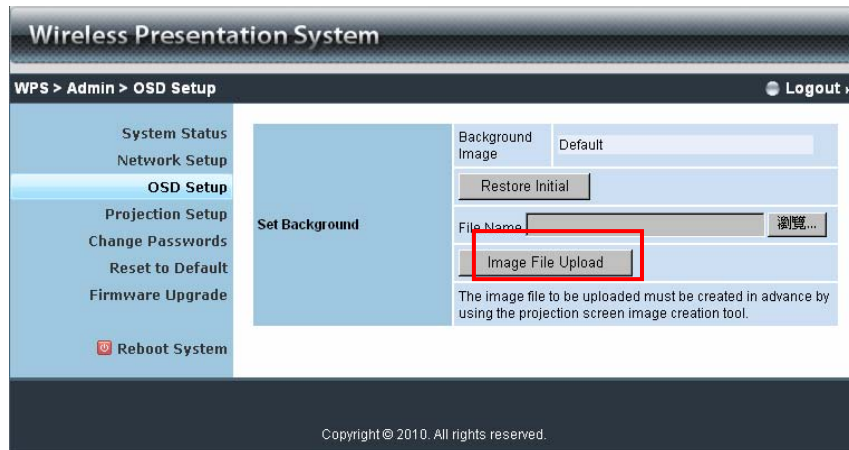 Wireless Presentation System
WPS > Admin > OSD Setup
Logout
System Status
Network Setup
OSD Setup
Projection Setup
Change Passwords
Reset to Default
Firmware Upgrade
Reboot System
Set Background
Background
Image
Default
Restore Initial
File Name
瀏覽...
Image File Upload
The image file to be uploaded must be created in advance by
using the projection screen image creation tool.
Copyright © 2010. All rights reserved.